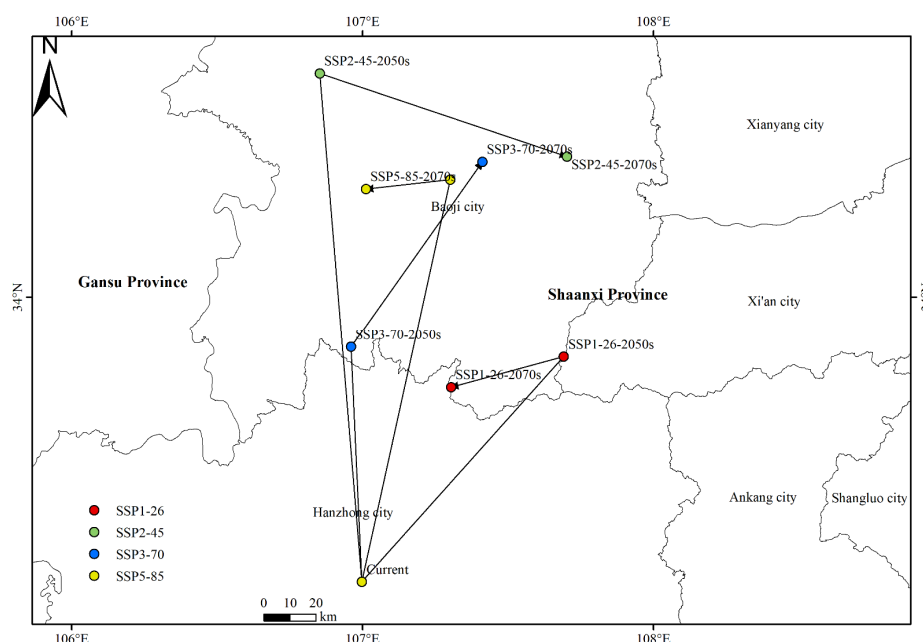 106°E 107°E 108°E
N
SSP2-45-2050s
Xianyang city
SSP3-70-2070s
SSP2-45-2070s
SSP5-85-2070s
Baoji city
Gansu Province
Shaanxi Province
34°N
34°N
Xi'an city
SSP3-70-2050s
SSP1-26-2050s
SSP1-26-2070s
Hanzhong city
Ankang city
Shangluo city
SSP1-26
SSP2-45
SSP3-70
SSP5-85
Current
0 10 20
km
106°E 107°E 108°E